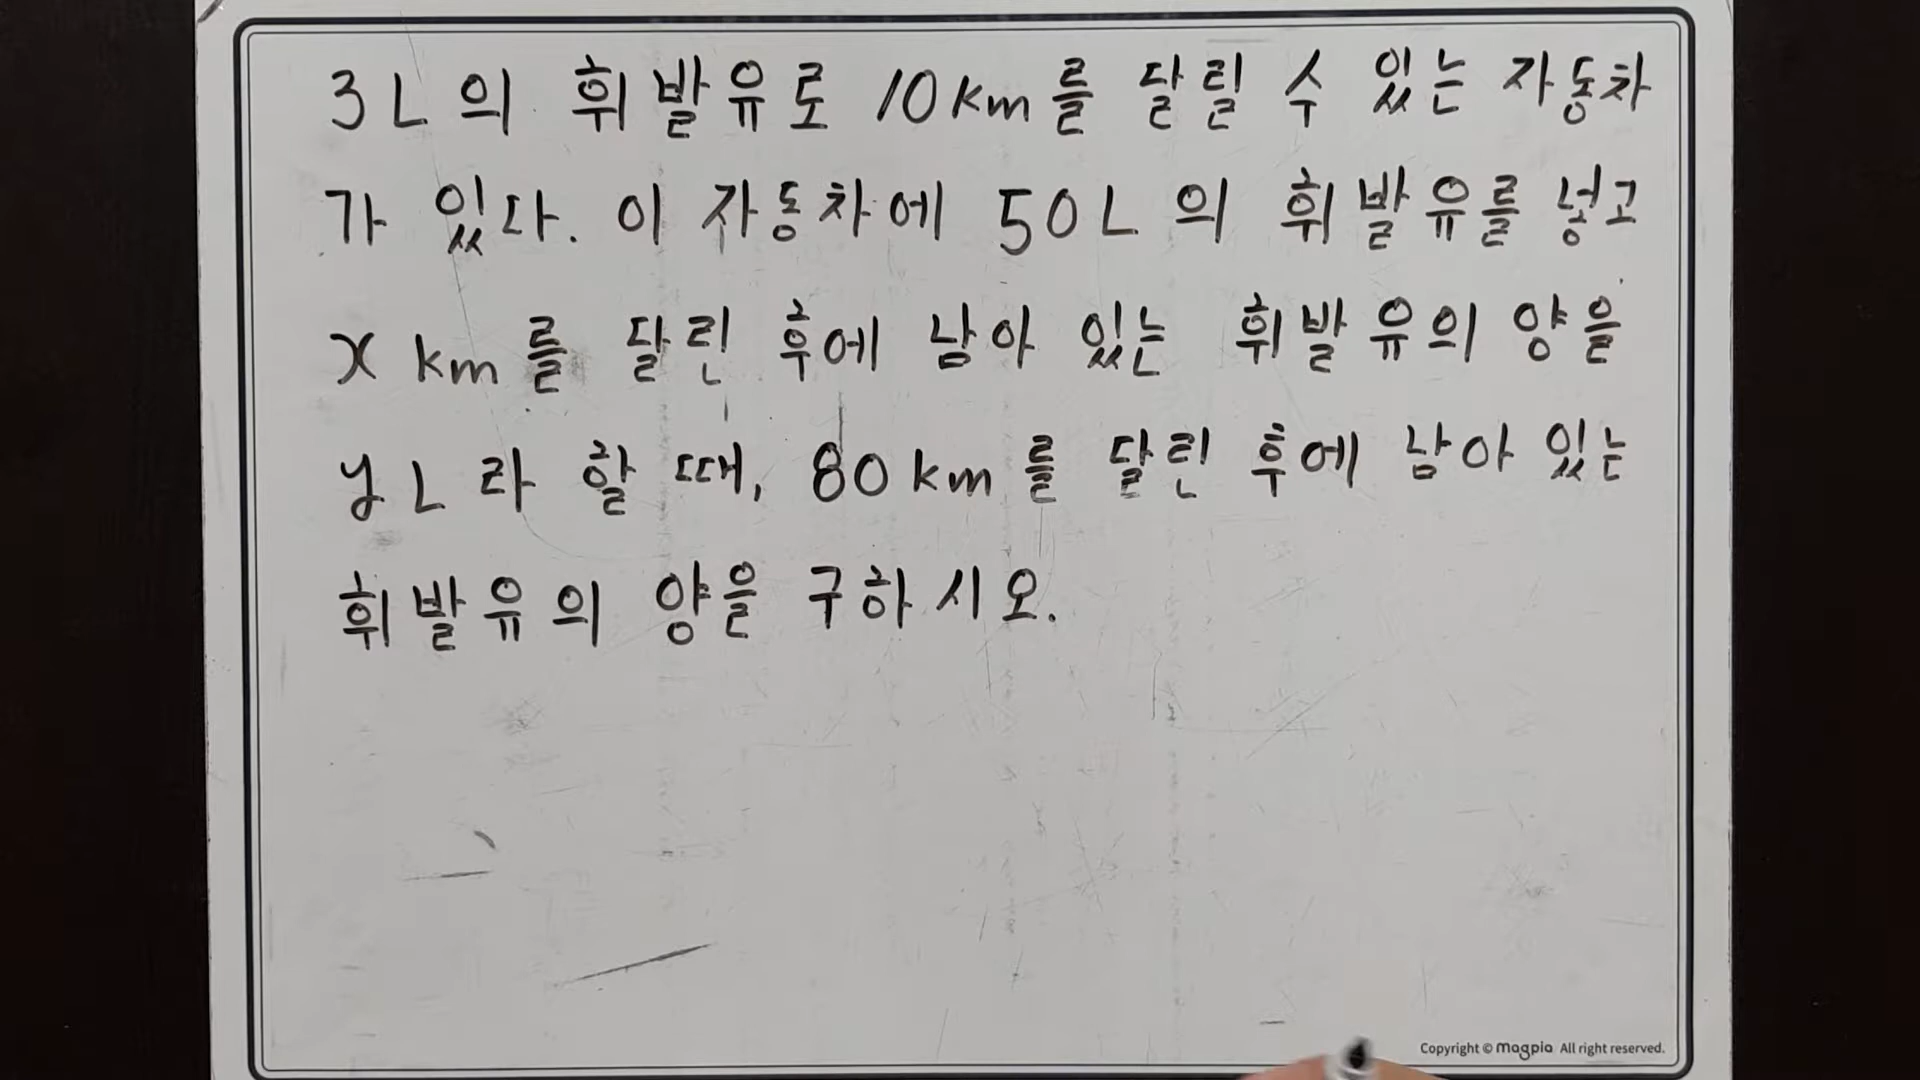 3L의 휘발유로 10km를 달릴 수 있는 자동차
가 있다. 이 자동차에 50L의 휘발유를 넣고
x km를 달린 후에 남아 있는 휘발유의 양을
y L라 할 때, 80km를 달린 후에 남아 있는
휘발유의 양을 구하시오.
Copyright © magpia All right reserved.